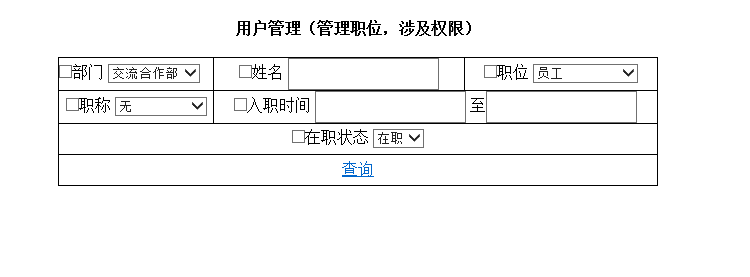 用户管理（管理职位，涉及权限）
部门 交流合作部 姓名 职位 员工
职称 无 入职时间 至
在职状态 在职
查询